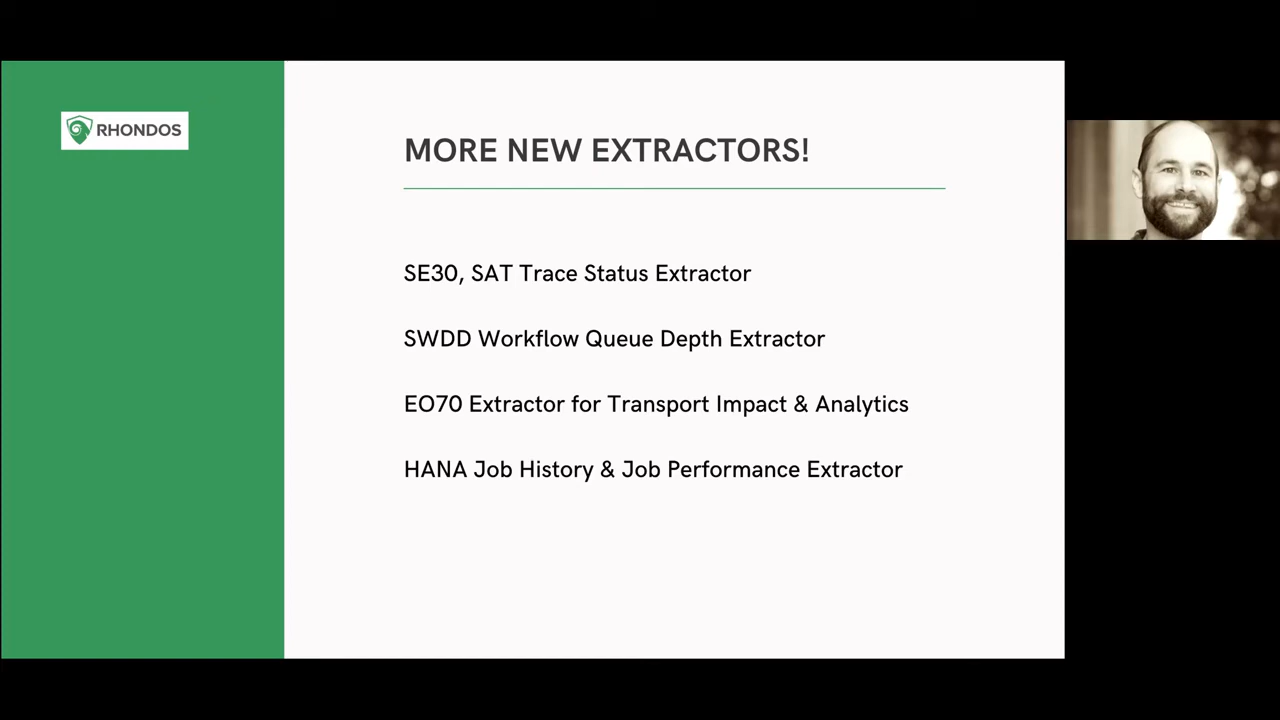 RHONDOS
MORE NEW EXTRACTORS!
SE30, SAT Trace Status Extractor
SWDD Workflow Queue Depth Extractor
EO70 Extractor for Transport Impact & Analytics
HANA Job History & Job Performance Extractor